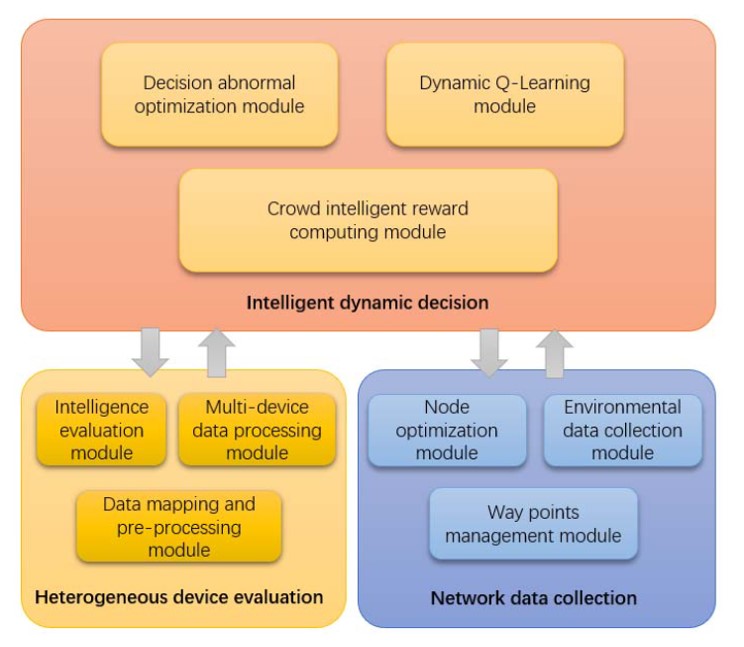 Decision abnormal
optimization module
Dynamic Q-Learning
module
Crowd intelligent reward
computing module
Intelligent dynamic decision
Intelligence
evaluation
module
Multi-device
data processing
module
Data mapping and
pre-processing
module
Heterogeneous device evaluation
Node
optimization
module
Environmental
data collection
module
Way points
management module
Network data collection